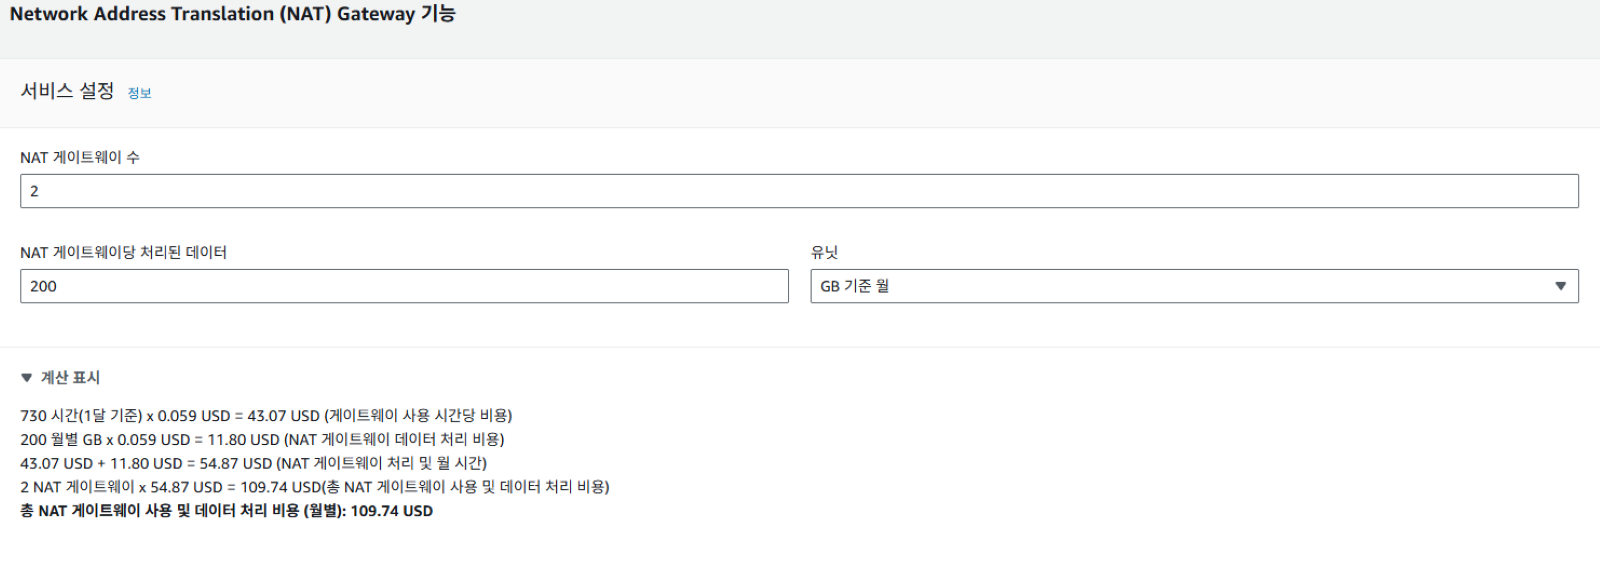 Network Address Translation (NAT) Gateway 기능
서비스 설정 정보
NAT 게이트웨이 수
2
NAT 게이트웨이당 처리된 데이터
200
유닛
GB 기준 월
계산 표시
730 시간(1달 기준) x 0.059 USD = 43.07 USD (게이트웨이 사용 시간당 비용)
200 월별 GB x 0.059 USD = 11.80 USD (NAT 게이트웨이 데이터 처리 비용)
43.07 USD + 11.80 USD = 54.87 USD (NAT 게이트웨이 처리 및 월 시간)
2 NAT 게이트웨이 x 54.87 USD = 109.74 USD(총 NAT 게이트웨이 사용 및 데이터 처리 비용)
총 NAT 게이트웨이 사용 및 데이터 처리 비용 (월별): 109.74 USD